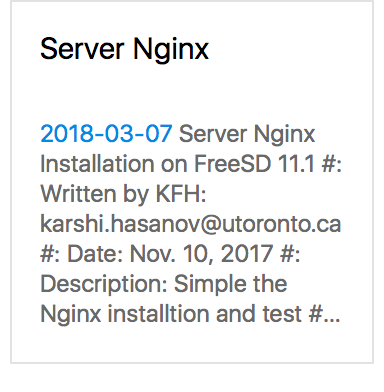 Server Nginx
2018-03-07 Server Nginx
Installation on FreeSD 11.1 #:
Written by KFH:
karshi.hasanov@utoronto.ca
#: Date: Nov. 10, 2017 #:
Description: Simple the
Nginx installtion and test #...